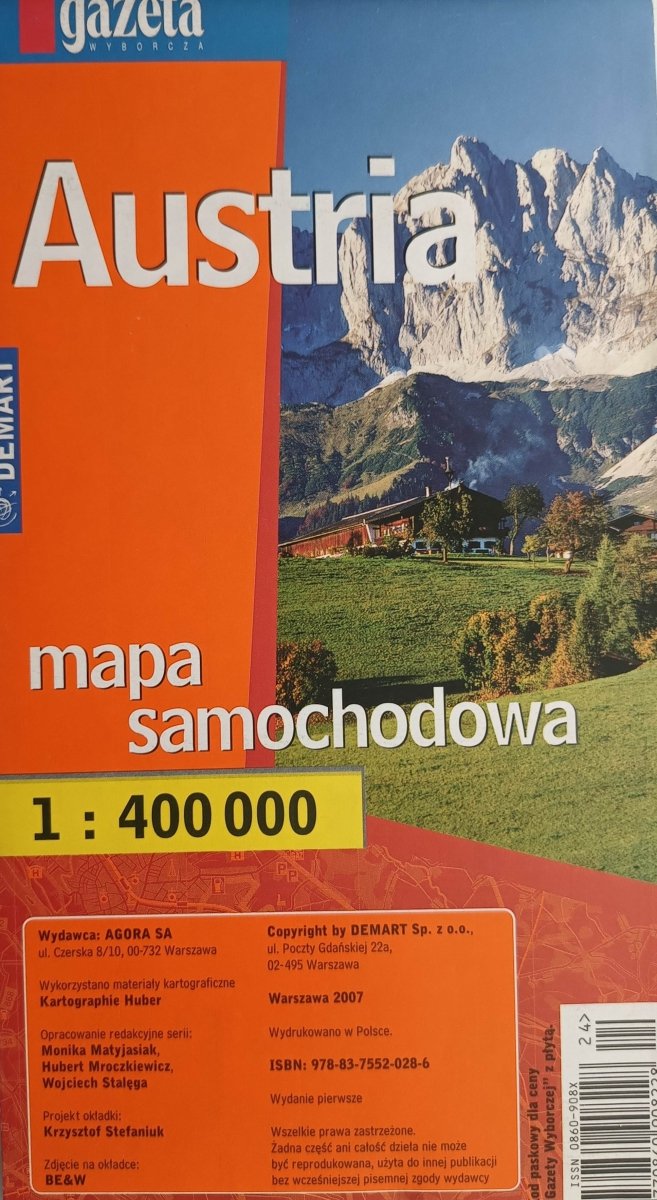 gazeta
WYBORCZA
Austria
DEMART
mapa
samochodowa
1 : 400 000
Wydawca: AGORA SA
ul. Czerska 8/10, 00-732 Warszawa
Wykorzystano materiały kartograficzne
Kartographie Huber
Opracowanie redakcyjne serii:
Monika Matyjasiak,
Hubert Mroczkiewicz,
Wojciech Stalęga
Projekt okładki:
Krzysztof Stefaniuk
Zdjęcie na okładce:
BE&W
Copyright by DEMART Sp. z o.o.,
ul. Poczty Gdańskiej 22a,
02-495 Warszawa
Warszawa 2007
Wydrukowano w Polsce.
ISBN: 978-83-7552-028-6
Wydanie pierwsze
Wszelkie prawa zastrzeżone.
Żadna część ani całość dzieła nie może
być reprodukowana, użyta do innej publikacji
bez wcześniejszej pisemnej zgody wydawcy
paskowy dla ceny
Gazety Wyborczej" z płytą.
ISSN 0860-908X
24>